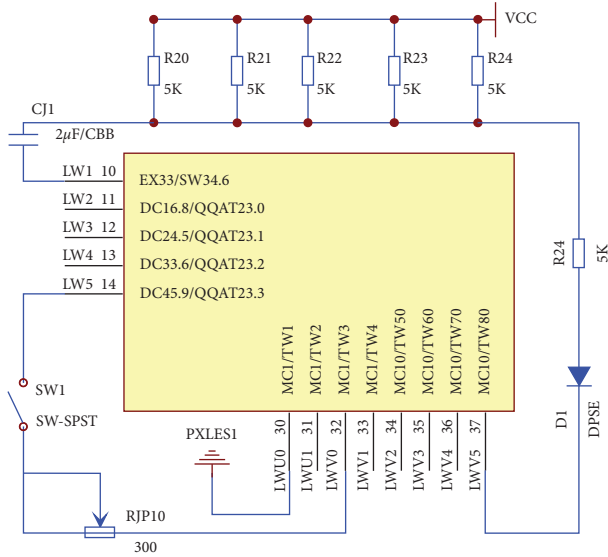 VCC
R20
R21
R22
R23
R24
5K
5K
5K
5K
5K
CJ1
2μF/CBB
LW1 10
EX33/SW34.6
LW2 11
DC16.8/QQAT23.0
LW3 12
DC24.5/QQAT23.1
LW4 13
DC33.6/QQAT23.2
LW5 14
DC45.9/QQAT23.3
R24
5K
MC1/TW1
MC1/TW2
MC1/TW3
MC1/TW4
MC10/TW50
MC10/TW60
MC10/TW70
MC10/TW80
SW1
SW-SPST
D1
DPSE
PXLES1
LWU0 30
LWU1 31
LWV0 32
LWV1 33
LWV2 34
LWV3 35
LWV4 36
LWV5 37
RJP10
300